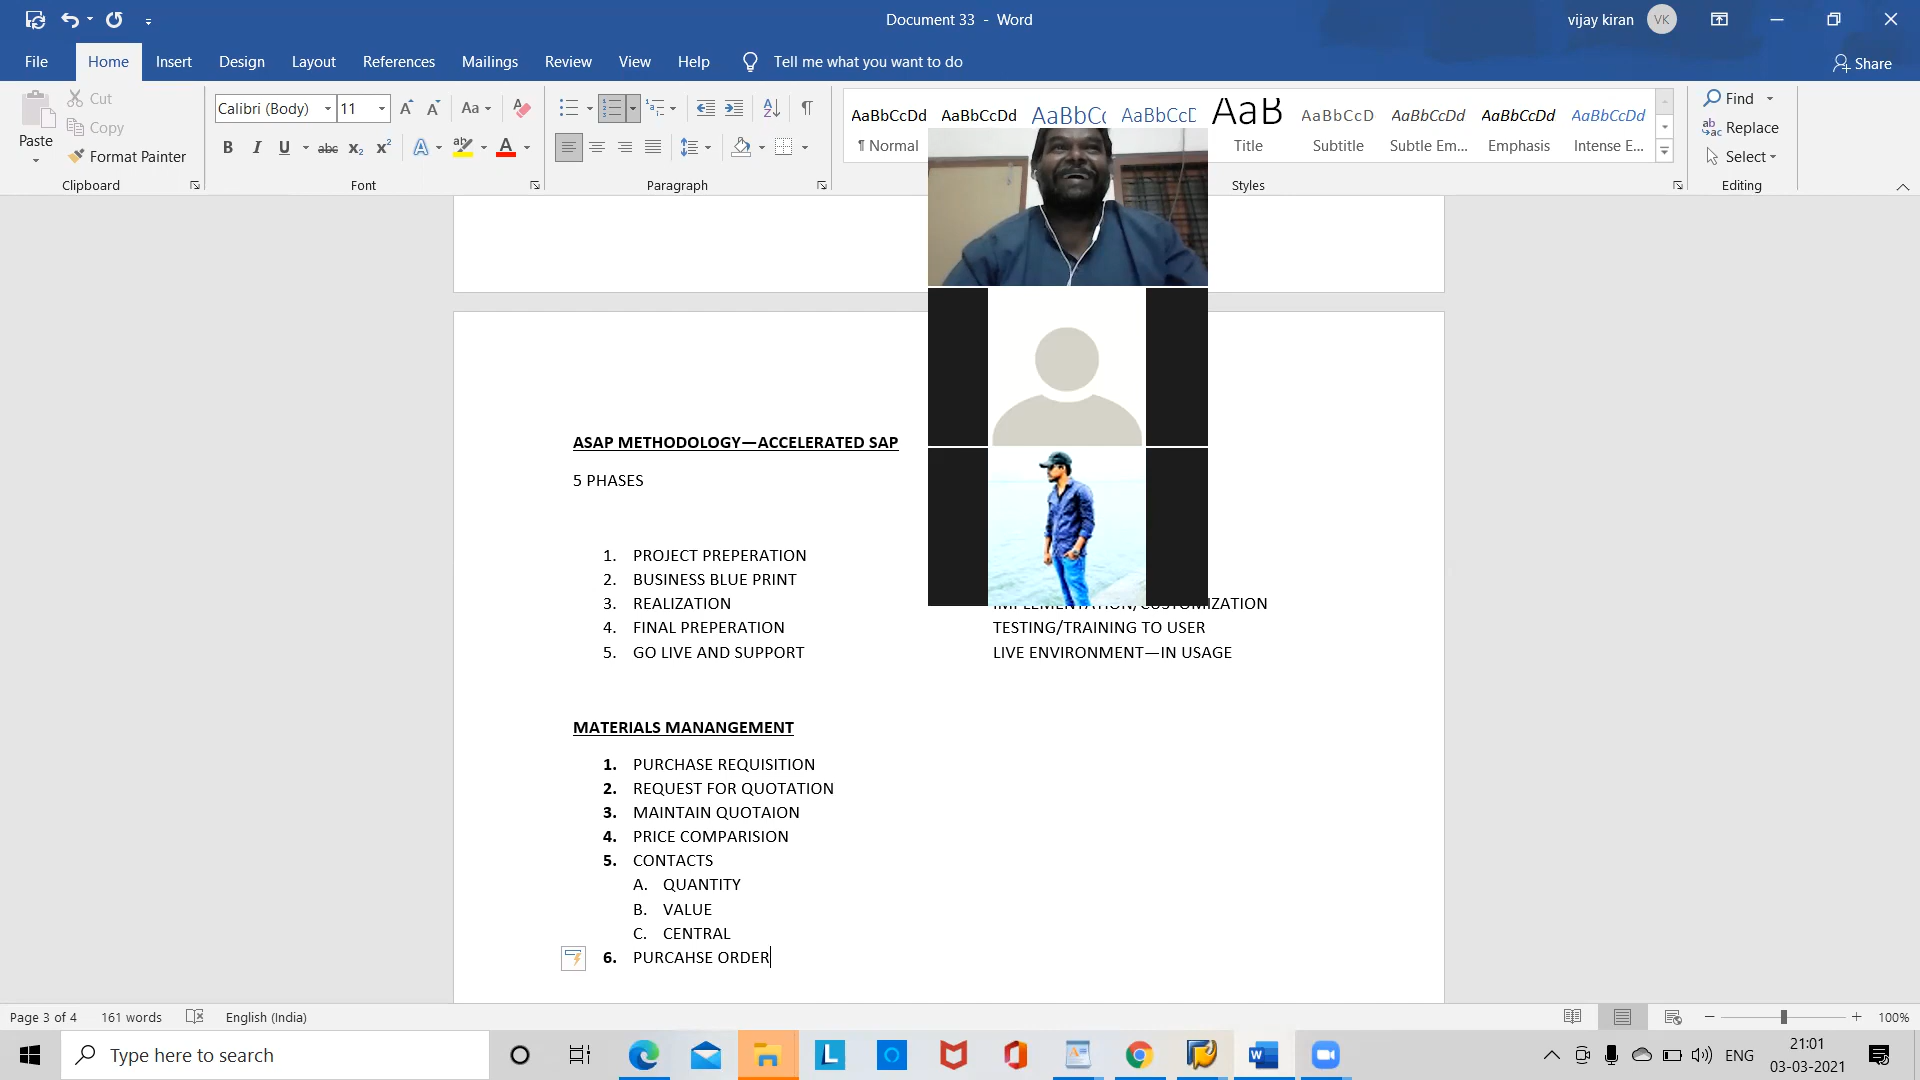 Document 33 - Word
vijay kiran VK
File Home Insert Design Layout References Mailings Review View Help Tell me what you want to do Share
Paste
Cut
Copy
Format Painter
Clipboard
Calibri (Body) 11
Font
Paragraph
AaBbCcDd AaBbCcDd AaBbCc AaBbCcD AaB AaBbCcD AaBbCcDd AaBbCcDd AaBbCcDd
¶ Normal Title Subtitle Subtle Em... Emphasis Intense E...
Styles
Find
Replace
Select
Editing
ASAP METHODOLOGY—ACCELERATED SAP
5 PHASES
1. PROJECT PREPERATION
2. BUSINESS BLUE PRINT
3. REALIZATION IMPLEMENTATION/CUSTOMIZATION
4. FINAL PREPERATION TESTING/TRAINING TO USER
5. GO LIVE AND SUPPORT LIVE ENVIRONMENT—IN USAGE
MATERIALS MANANGEMENT
1. PURCHASE REQUISITION
2. REQUEST FOR QUOTATION
3. MAINTAIN QUOTAION
4. PRICE COMPARISION
5. CONTACTS
A. QUANTITY
B. VALUE
C. CENTRAL
6. PURCAHSE ORDER
Page 3 of 4 161 words English (India) 100%
Type here to search
ENG
21:01
03-03-2021